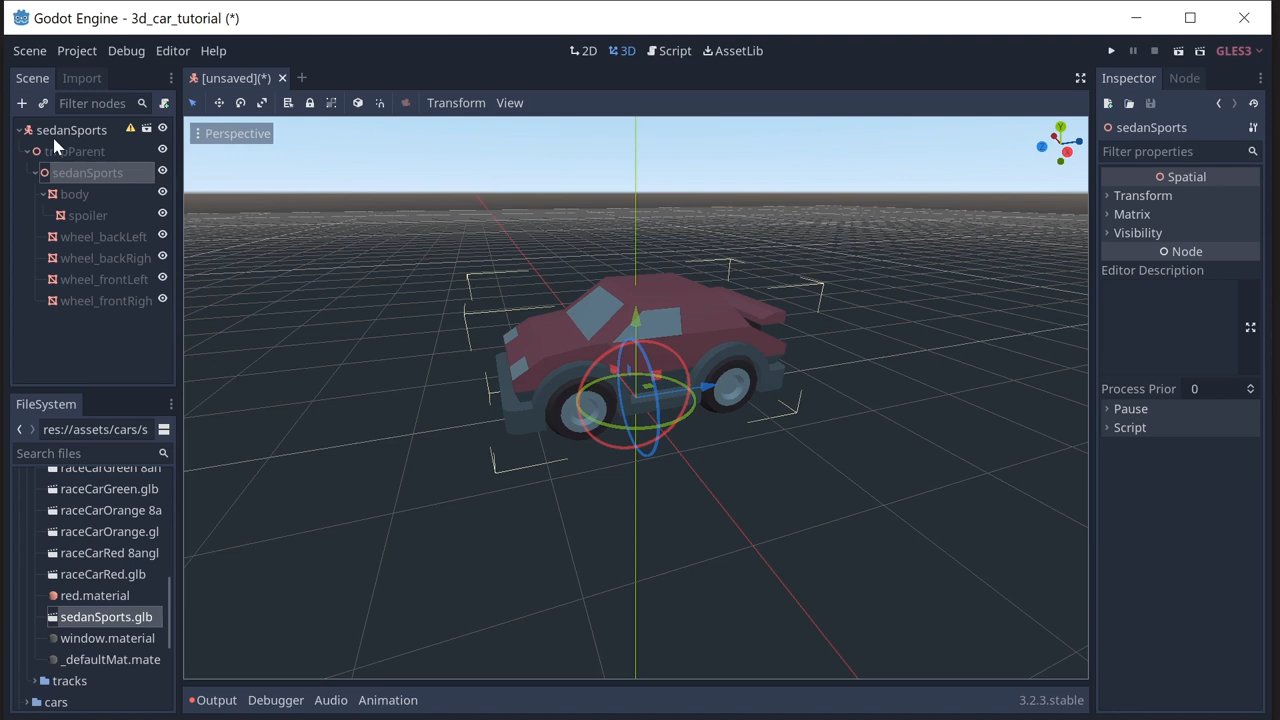 Godot Engine - 3d_car_tutorial (*)
Scene Project Debug Editor Help
2D 3D Script AssetLib
GLES3
Scene Import
[unsaved](*)
Inspector Node
Filter nodes
Transform View
sedanSports
Perspective
sedanSports
Filter properties
sedanSports
body
spoiler
wheel_backLeft
wheel_backRigh
wheel_frontLeft
wheel_frontRigh
Spatial
Transform
Matrix
Visibility
Node
Editor Description
Process Prior 0
Pause
Script
FileSystem
res://assets/cars/s
Search files
raceCarGreen 8an
raceCarGreen.glb
raceCarOrange 8a
raceCarOrange.gl
raceCarRed 8angl
raceCarRed.glb
red.material
sedanSports.glb
window.material
_defaultMat.mate
tracks
cars
Output Debugger Audio Animation
3.2.3.stable
Y
Z